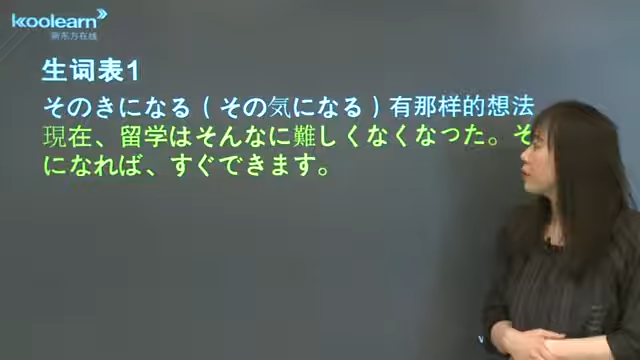 koolearn
新东方在线
生词表1
そのきになる（その気になる）有那样的想法
現在、留学はそんなに難しくなくなった。そ
になれば、すぐできます。